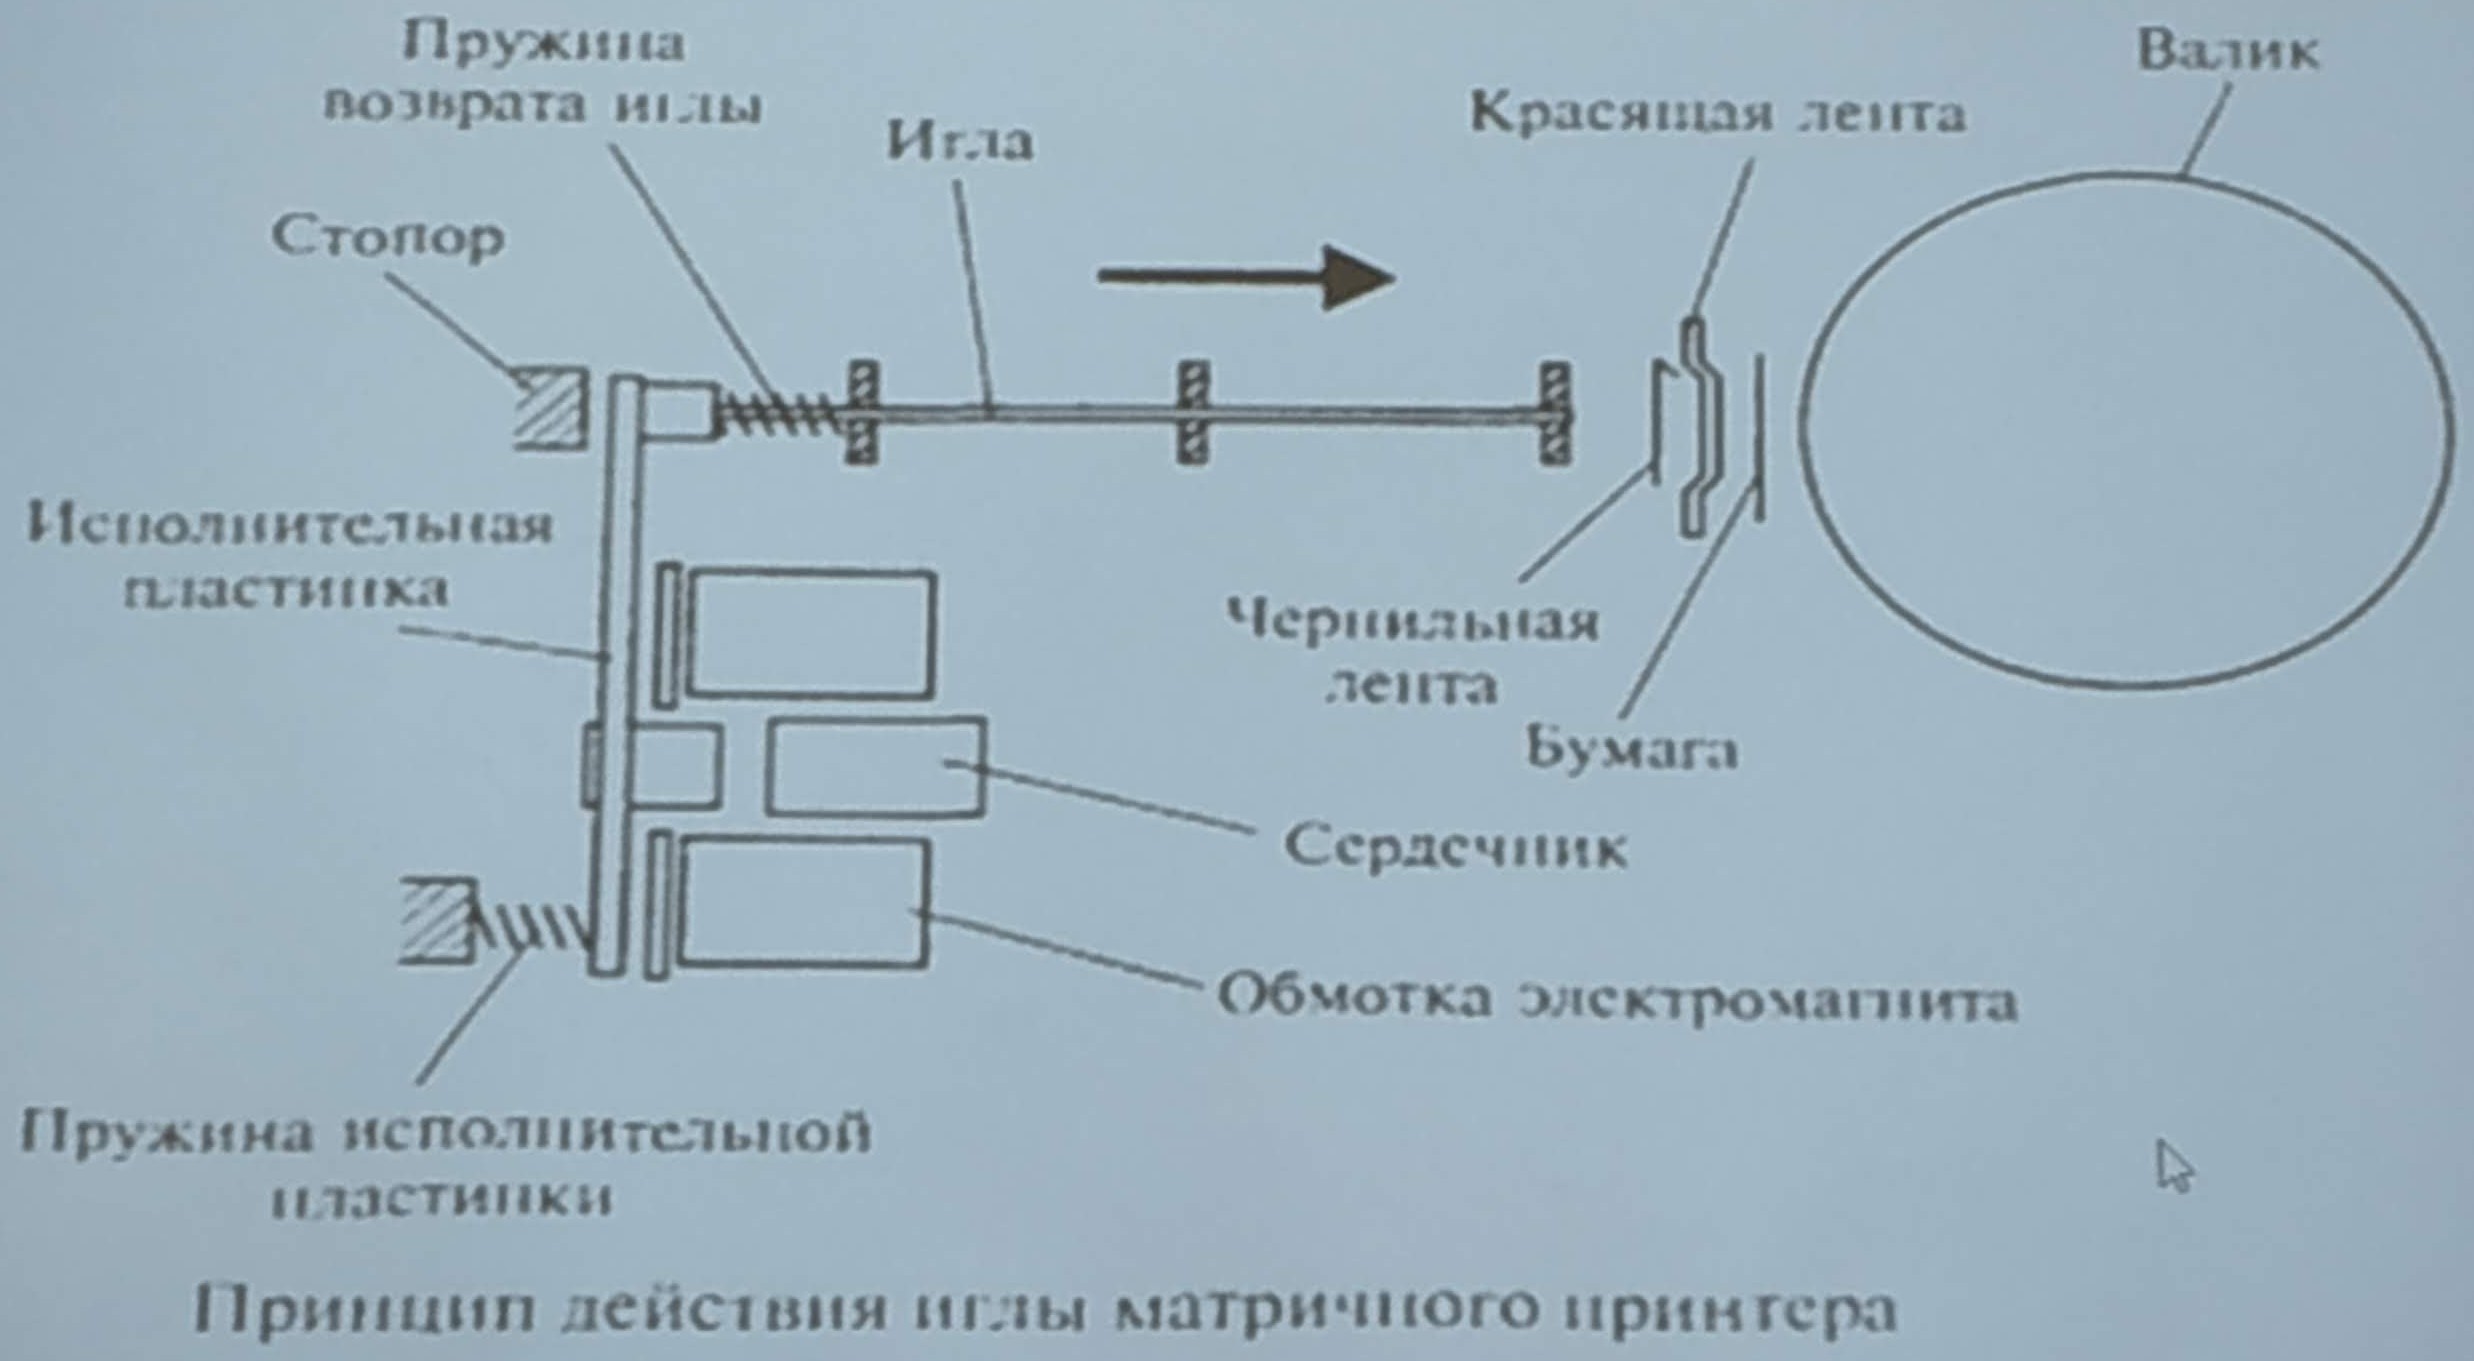 Пружина
возврата иглы
Валик
Красящая лента
Игла
Стопор
Исполнительная
пластинка
Чернильная
лента
Бумага
Сердечник
Обмотка электромагнита
Пружина исполнительной
пластинки
Принцип действия иглы матричного принтера